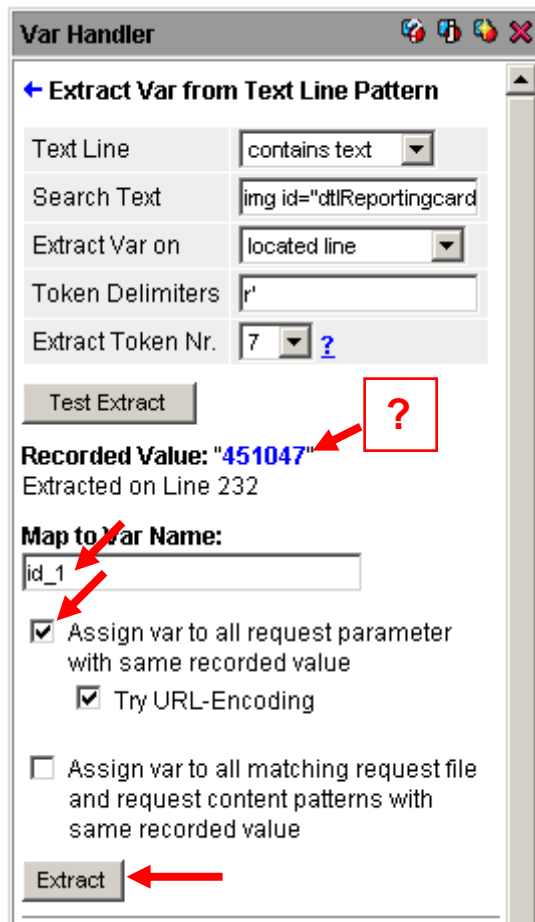 Var Handler
Extract Var from Text Line Pattern
Text Line contains text
Search Text img id="dtlReportingcard
Extract Var on located line
Token Delimiters r'
Extract Token Nr. 7 ?
Test Extract
?
Recorded Value: "451047"
Extracted on Line 232
Map to Var Name:
id_1
Assign var to all request parameter
with same recorded value
Try URL-Encoding
Assign var to all matching request file
and request content patterns with
same recorded value
Extract